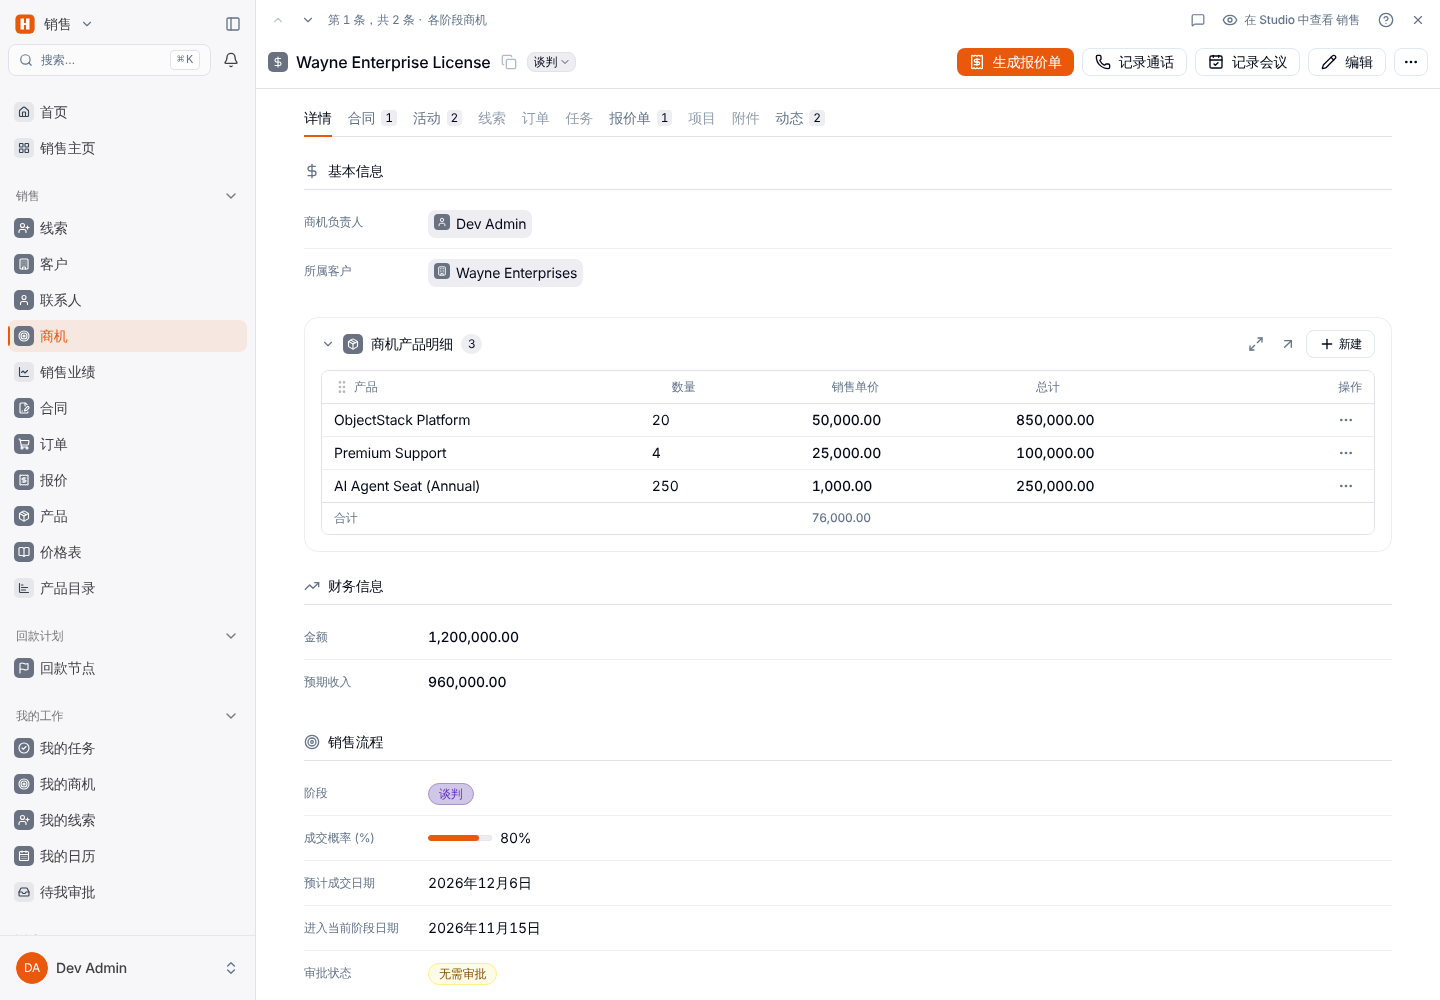 销售
搜索...
⌘K
首页
销售主页
销售
线索
客户
联系人
商机
销售业绩
合同
订单
报价
产品
价格表
产品目录
回款计划
回款节点
我的工作
我的任务
我的商机
我的线索
我的日历
待我审批
DA
Dev Admin
第 1 条，共 2 条 · 各阶段商机
在 Studio 中查看 销售
Wayne Enterprise License
谈判
生成报价单
记录通话
记录会议
编辑
详情
合同 1
活动 2
线索
订单
任务
报价单 1
项目
附件
动态 2
基本信息
商机负责人 Dev Admin
所属客户 Wayne Enterprises
商机产品明细 3
新建
产品 数量 销售单价 总计 操作
ObjectStack Platform 20 50,000.00 850,000.00
Premium Support 4 25,000.00 100,000.00
AI Agent Seat (Annual) 250 1,000.00 250,000.00
合计 76,000.00
财务信息
金额 1,200,000.00
预期收入 960,000.00
销售流程
阶段 谈判
成交概率 (%) 80%
预计成交日期 2026年12月6日
进入当前阶段日期 2026年11月15日
审批状态 无需审批